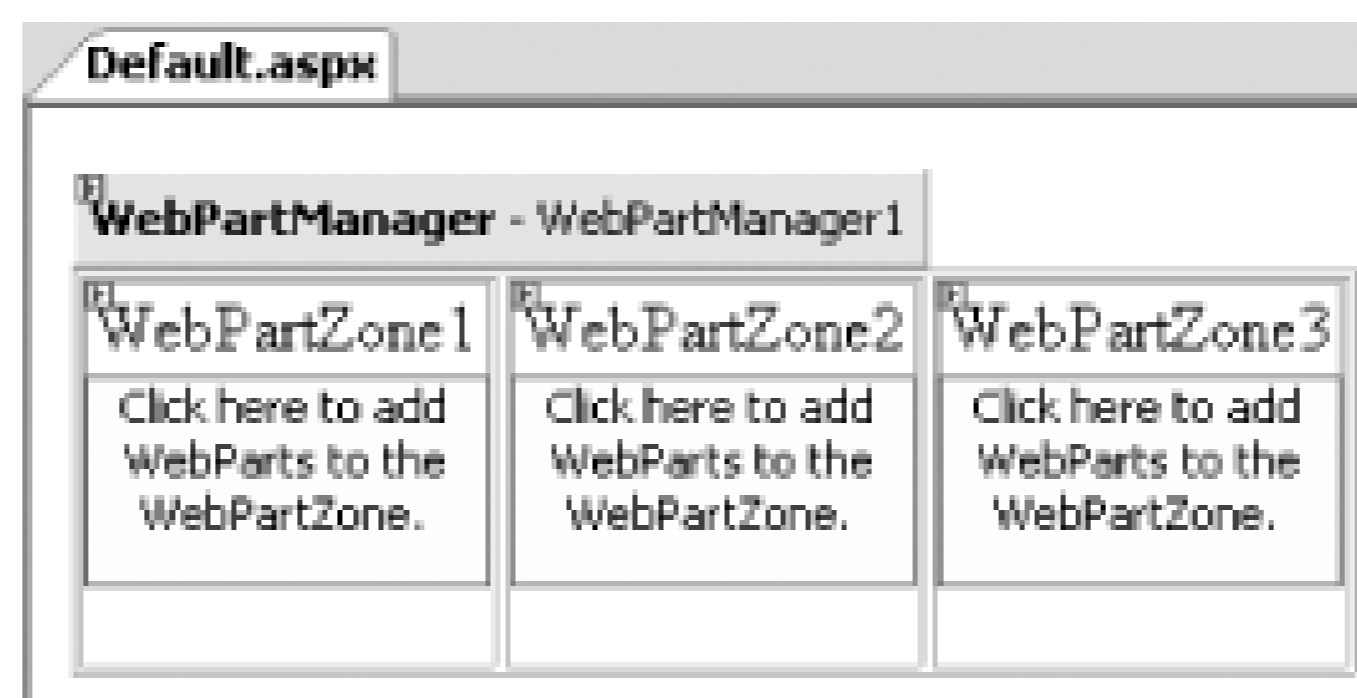 Default.aspx
WebPartManager - WebPartManager1
WebPartZone1 WebPartZone2 WebPartZone3
Click here to add Click here to add Click here to add
WebParts to the WebParts to the WebParts to the
WebPartZone. WebPartZone. WebPartZone.